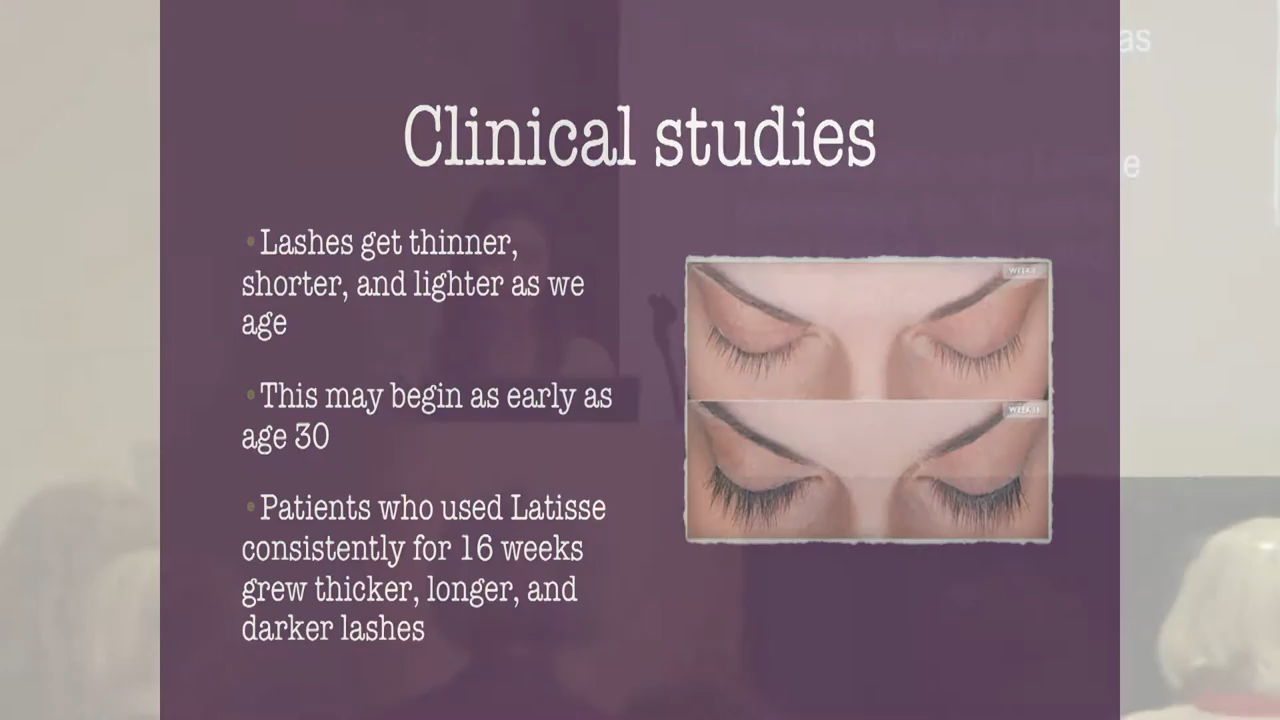 as
e
Clinical studies
•Lashes get thinner,
shorter, and lighter as we
age
•This may begin as early as
age 30
•Patients who used Latisse
consistently for 16 weeks
grew thicker, longer, and
darker lashes